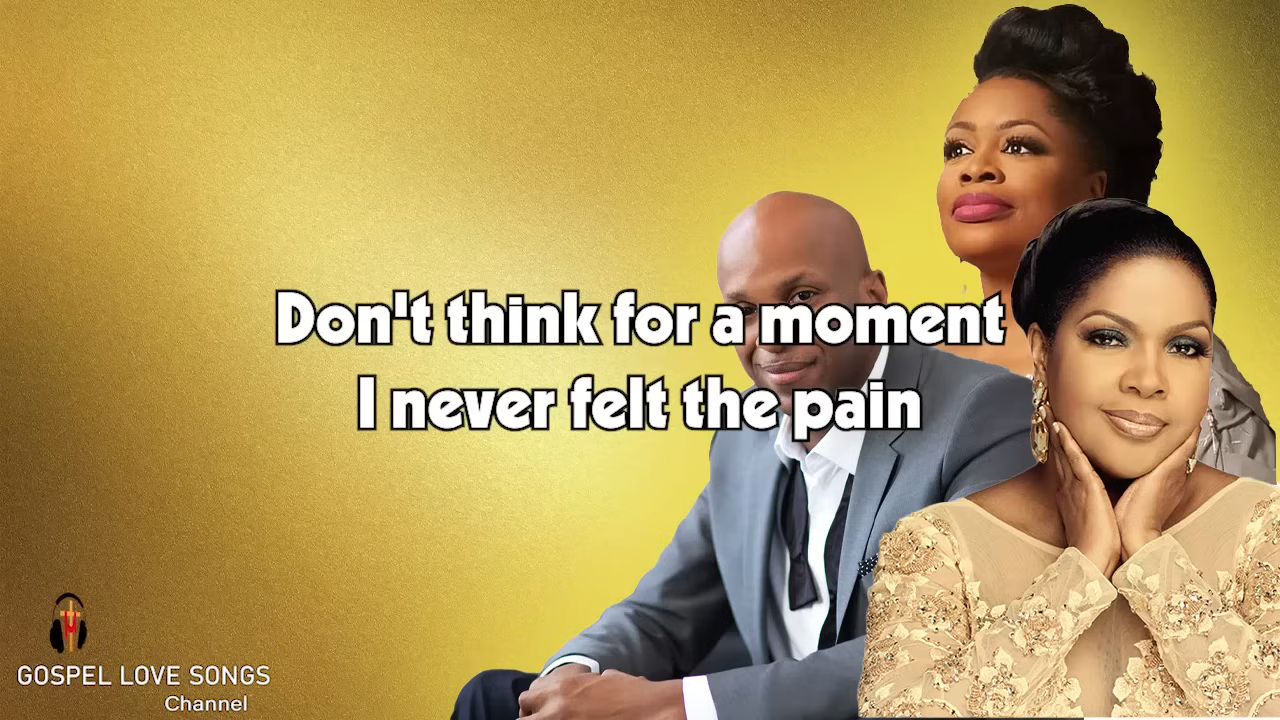 Don't think for a moment
I never felt the pain
GOSPEL LOVE SONGS
Channel